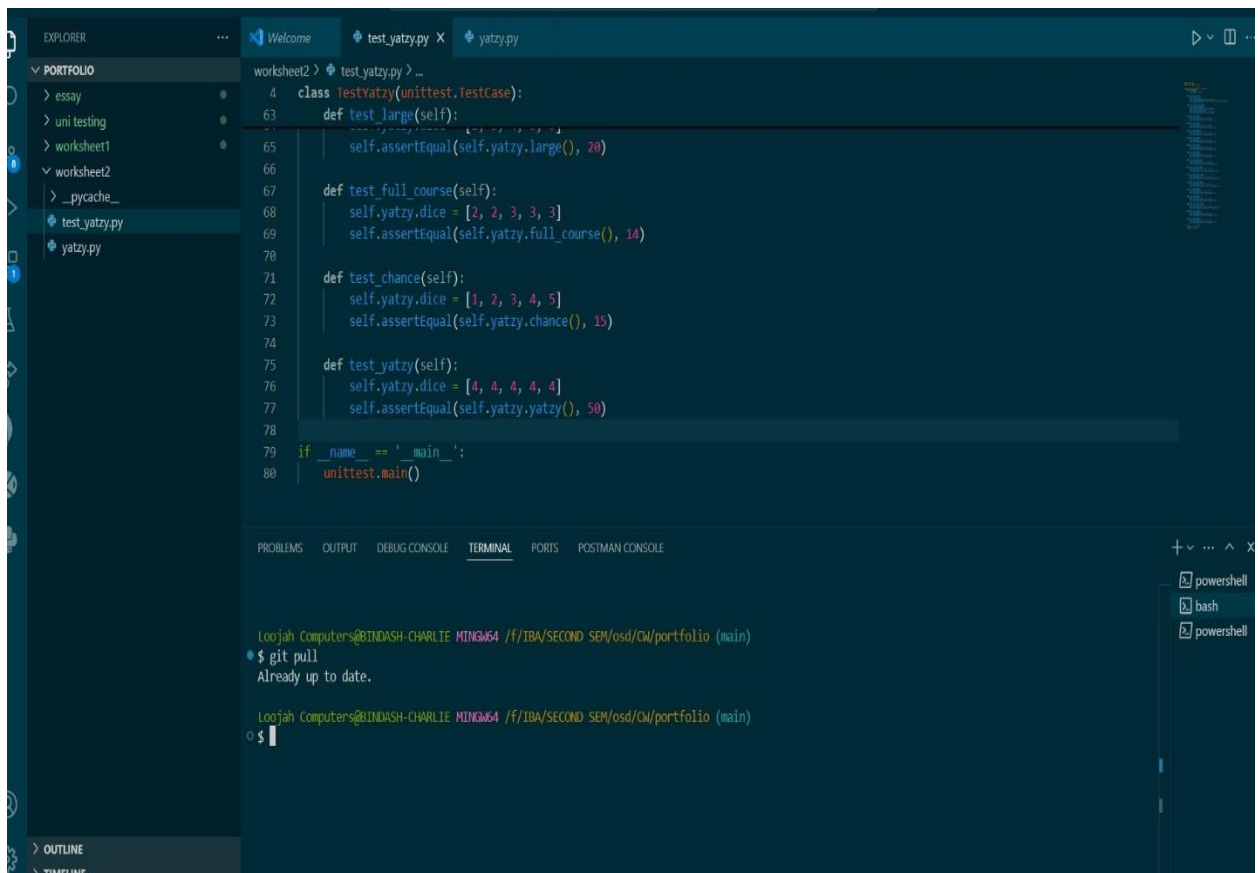 EXPLORER
...
Welcome
test_yatzy.py X
yatzy.py
PORTFOLIO
> essay
> uni testing
> worksheet1
worksheet2
> __pycache__
test_yatzy.py
yatzy.py
8
1
worksheet2 > test_yatzy.py > ...
4 class TestYatzy(unittest.TestCase):
63 def test_large(self):
65 self.assertEqual(self.yatzy.large(), 20)
66
67 def test_full_course(self):
68 self.yatzy.dice = [2, 2, 3, 3, 3]
69 self.assertEqual(self.yatzy.full_course(), 14)
70
71 def test_chance(self):
72 self.yatzy.dice = [1, 2, 3, 4, 5]
73 self.assertEqual(self.yatzy.chance(), 15)
74
75 def test_yatzy(self):
76 self.yatzy.dice = [4, 4, 4, 4, 4]
77 self.assertEqual(self.yatzy.yatzy(), 50)
78
79 if __name__ == '__main__':
80 unittest.main()
PROBLEMS OUTPUT DEBUG CONSOLE TERMINAL PORTS POSTMAN CONSOLE
Loojah Computers@BINDASH-CHARLIE MINGW64 /f/IBA/SECOND SEM/osd/CW/portfolio (main)
$ git pull
Already up to date.
Loojah Computers@BINDASH-CHARLIE MINGW64 /f/IBA/SECOND SEM/osd/CW/portfolio (main)
$
powershell
bash
powershell
> OUTLINE
> TIMELINE